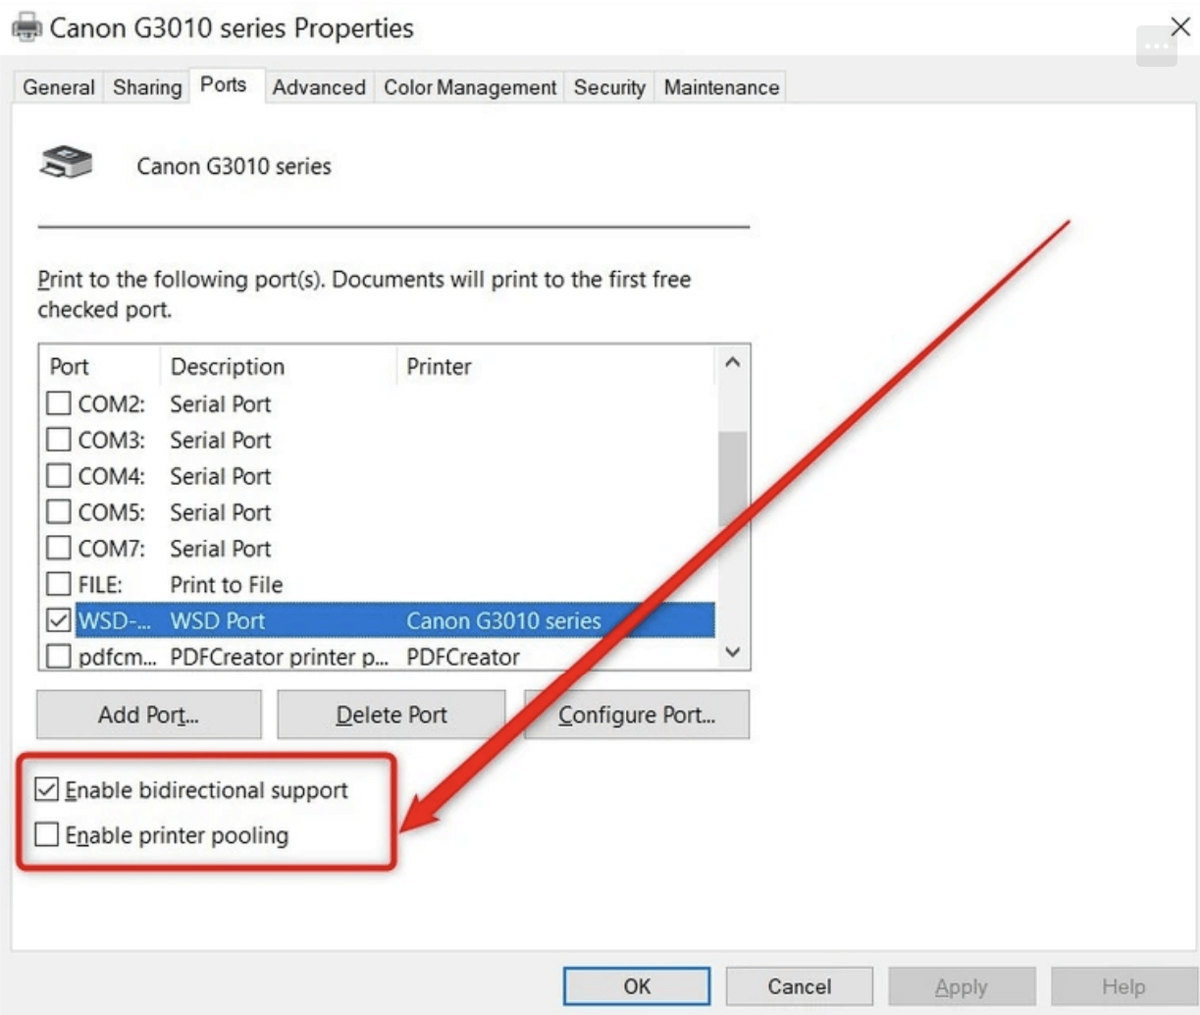 Canon G3010 series Properties
General Sharing Ports Advanced Color Management Security Maintenance
Canon G3010 series
Print to the following port(s). Documents will print to the first free
checked port.
Port Description Printer
COM2: Serial Port
COM3: Serial Port
COM4: Serial Port
COM5: Serial Port
COM7: Serial Port
FILE: Print to File
WSD-... WSD Port Canon G3010 series
pdfcm... PDFCreator printer p... PDFCreator
Add Port... Delete Port Configure Port...
Enable bidirectional support
Enable printer pooling
OK Cancel Apply Help